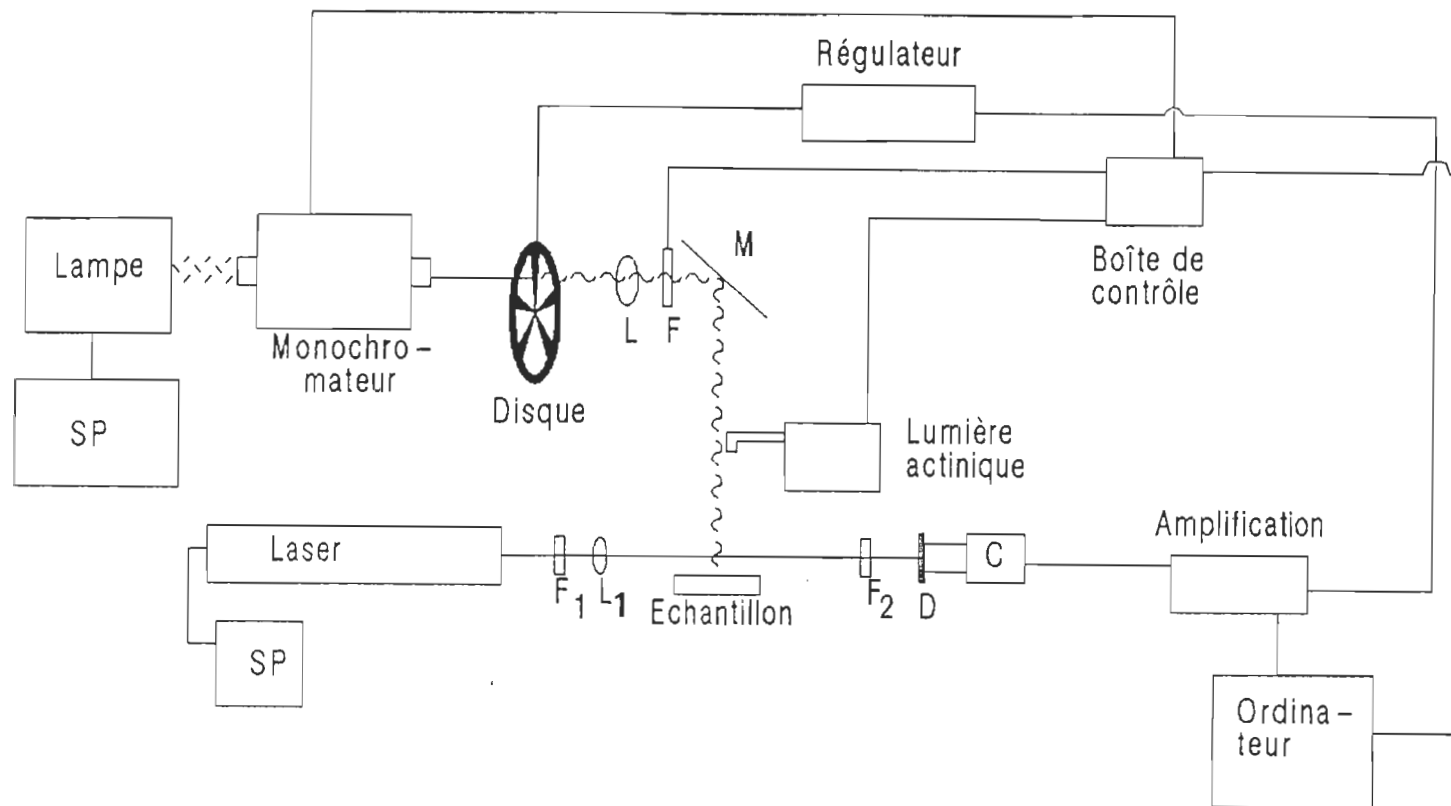 Régulateur
M
Lampe
Boîte de
contrôle
L
F
Monochro-
mateur
Disque
SP
Lumière
actinique
Amplification
Laser
C
F1
L1
Echantillon
F2
D
SP
Ordina-
teur